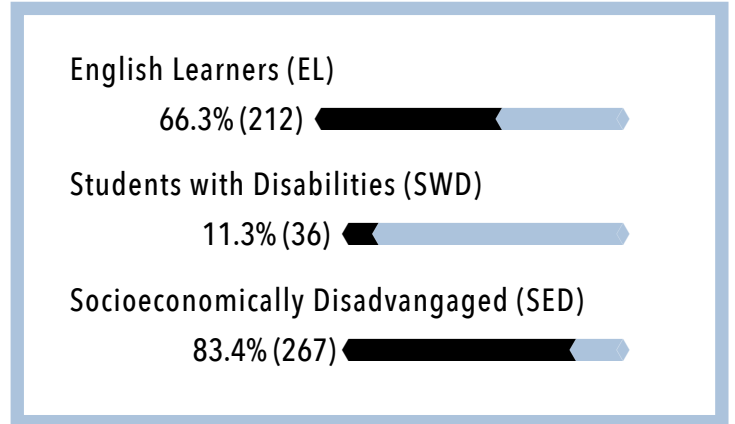 English Learners (EL)
66.3% (212)
Students with Disabilities (SWD)
11.3% (36)
Socioeconomically Disadvangaged (SED)
83.4% (267)